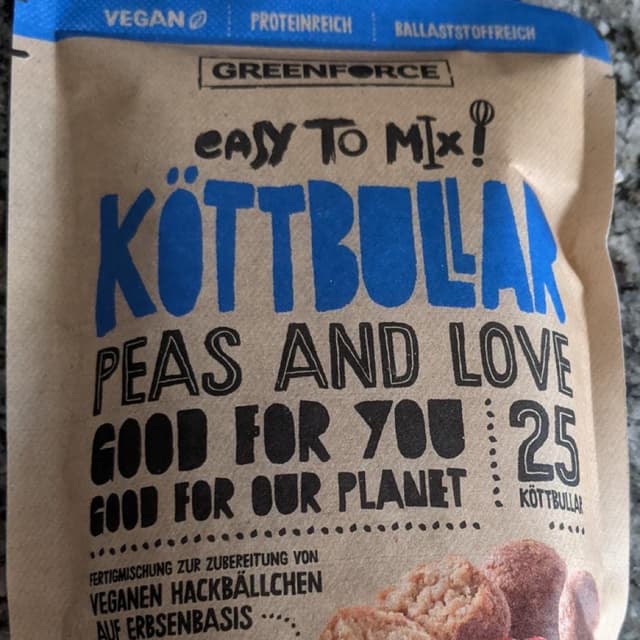 VEGAN | PROTEINREICH | BALLASTSTOFFREICH
GREENFORCE
eASY TO MIx!
KÖTTBULLAR
PEAS AND LOVE
GOOD FOR YOU
GOOD FOR OUR PLANET
25
KÖTTBULLAR
FERTIGMISCHUNG ZUR ZUBEREITUNG VON
VEGANEN HACKBÄLLCHEN
AUF ERBSENBASIS